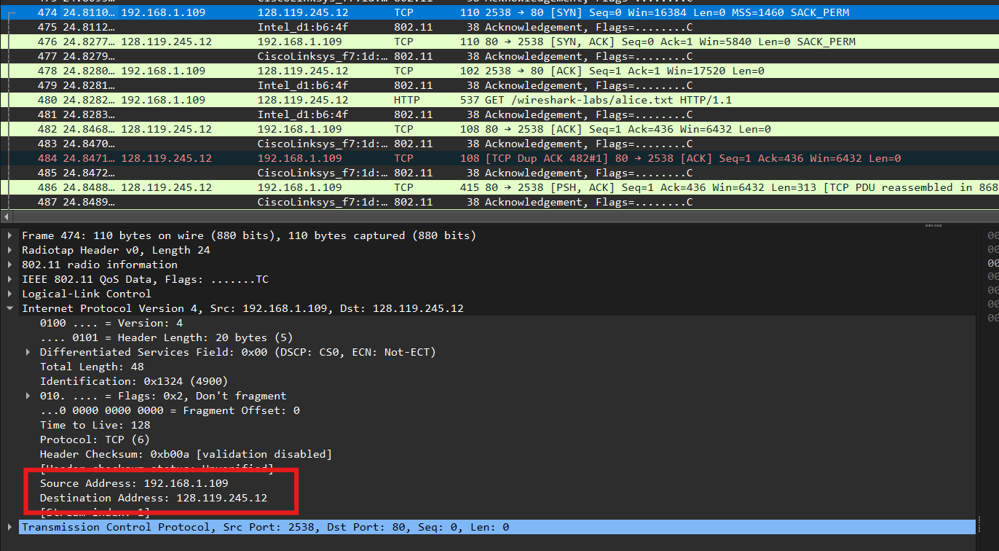 474 24.8110… 192.168.1.109 128.119.245.12 TCP 110 2538 → 80 [SYN] Seq=0 Win=16384 Len=0 MSS=1460 SACK_PERM
475 24.8112… Intel_d1:b6:4f 802.11 38 Acknowledgement, Flags=........C
476 24.8277… 128.119.245.12 192.168.1.109 TCP 110 80 → 2538 [SYN, ACK] Seq=0 Ack=1 Win=5840 Len=0 SACK_PERM
477 24.8279… CiscoLinksys_f7:1d:… 802.11 38 Acknowledgement, Flags=........C
478 24.8280… 192.168.1.109 128.119.245.12 TCP 102 2538 → 80 [ACK] Seq=1 Ack=1 Win=17520 Len=0
479 24.8281… Intel_d1:b6:4f 802.11 38 Acknowledgement, Flags=........C
480 24.8282… 192.168.1.109 128.119.245.12 HTTP 537 GET /wireshark-labs/alice.txt HTTP/1.1
481 24.8283… Intel_d1:b6:4f 802.11 38 Acknowledgement, Flags=........C
482 24.8468… 128.119.245.12 192.168.1.109 TCP 108 80 → 2538 [ACK] Seq=1 Ack=436 Win=6432 Len=0
483 24.8470… CiscoLinksys_f7:1d:… 802.11 38 Acknowledgement, Flags=........C
484 24.8471… 128.119.245.12 192.168.1.109 TCP 108 [TCP Dup ACK 482#1] 80 → 2538 [ACK] Seq=1 Ack=436 Win=6432 Len=0
485 24.8472… CiscoLinksys_f7:1d:… 802.11 38 Acknowledgement, Flags=........C
486 24.8488… 128.119.245.12 192.168.1.109 TCP 415 80 → 2538 [PSH, ACK] Seq=1 Ack=436 Win=6432 Len=313 [TCP PDU reassembled in 868
487 24.8489… CiscoLinksys_f7:1d:… 802.11 38 Acknowledgement, Flags=........C
Frame 474: 110 bytes on wire (880 bits), 110 bytes captured (880 bits)
Radiotap Header v0, Length 24
802.11 radio information
IEEE 802.11 QoS Data, Flags: .......TC
Logical-Link Control
Internet Protocol Version 4, Src: 192.168.1.109, Dst: 128.119.245.12
0100 .... = Version: 4
.... 0101 = Header Length: 20 bytes (5)
Differentiated Services Field: 0x00 (DSCP: CS0, ECN: Not-ECT)
Total Length: 48
Identification: 0x1324 (4900)
010. .... = Flags: 0x2, Don't fragment
...0 0000 0000 0000 = Fragment Offset: 0
Time to Live: 128
Protocol: TCP (6)
Header Checksum: 0xb00a [validation disabled]
[Header checksum status: Unverified]
Source Address: 192.168.1.109
Destination Address: 128.119.245.12
[Stream index: 1]
Transmission Control Protocol, Src Port: 2538, Dst Port: 80, Seq: 0, Len: 0